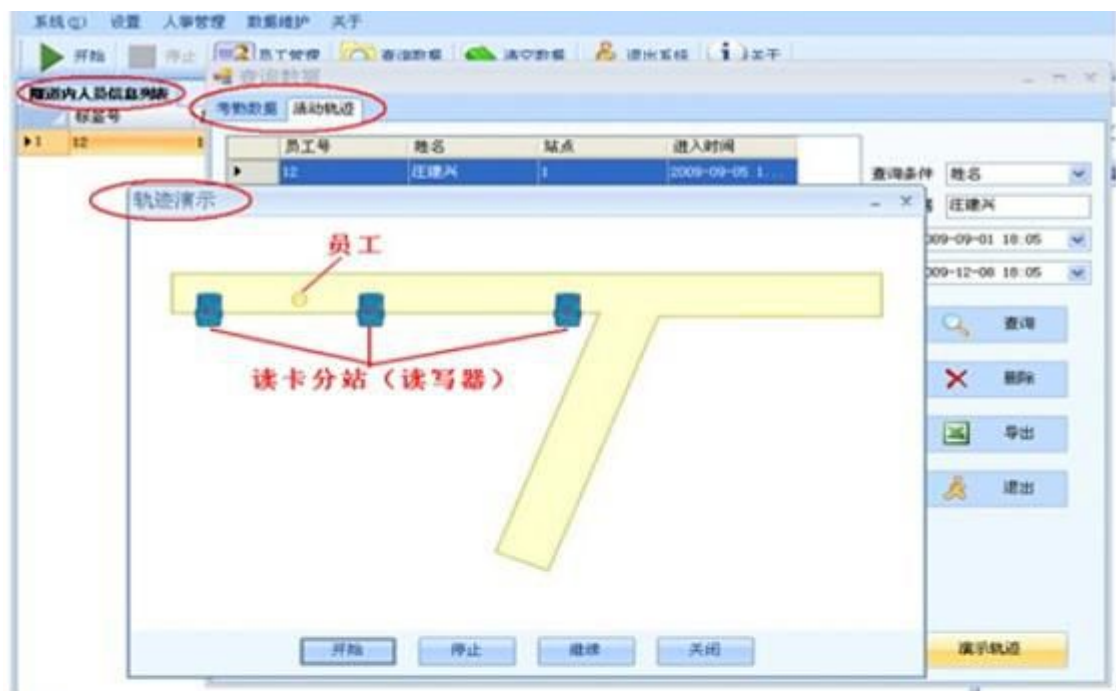 系统(Q) 设置 人事管理 数据维护 关于
开始 停止 员工管理 查询数据 清空数据 退出系统 关于
查询数据
隧道内人员信息列表
考勤数据 活动轨迹
标签号
1 12 1
员工号 姓名 站点 进入时间
12 庄建兴 1 2009-09-05 1...
查询条件 姓名
庄建兴
009-09-01 18:05
009-12-08 18:05
轨迹演示
员工
读卡分站（读写器）
查询
删除
导出
退出
开始 停止 继续 关闭
演示轨迹